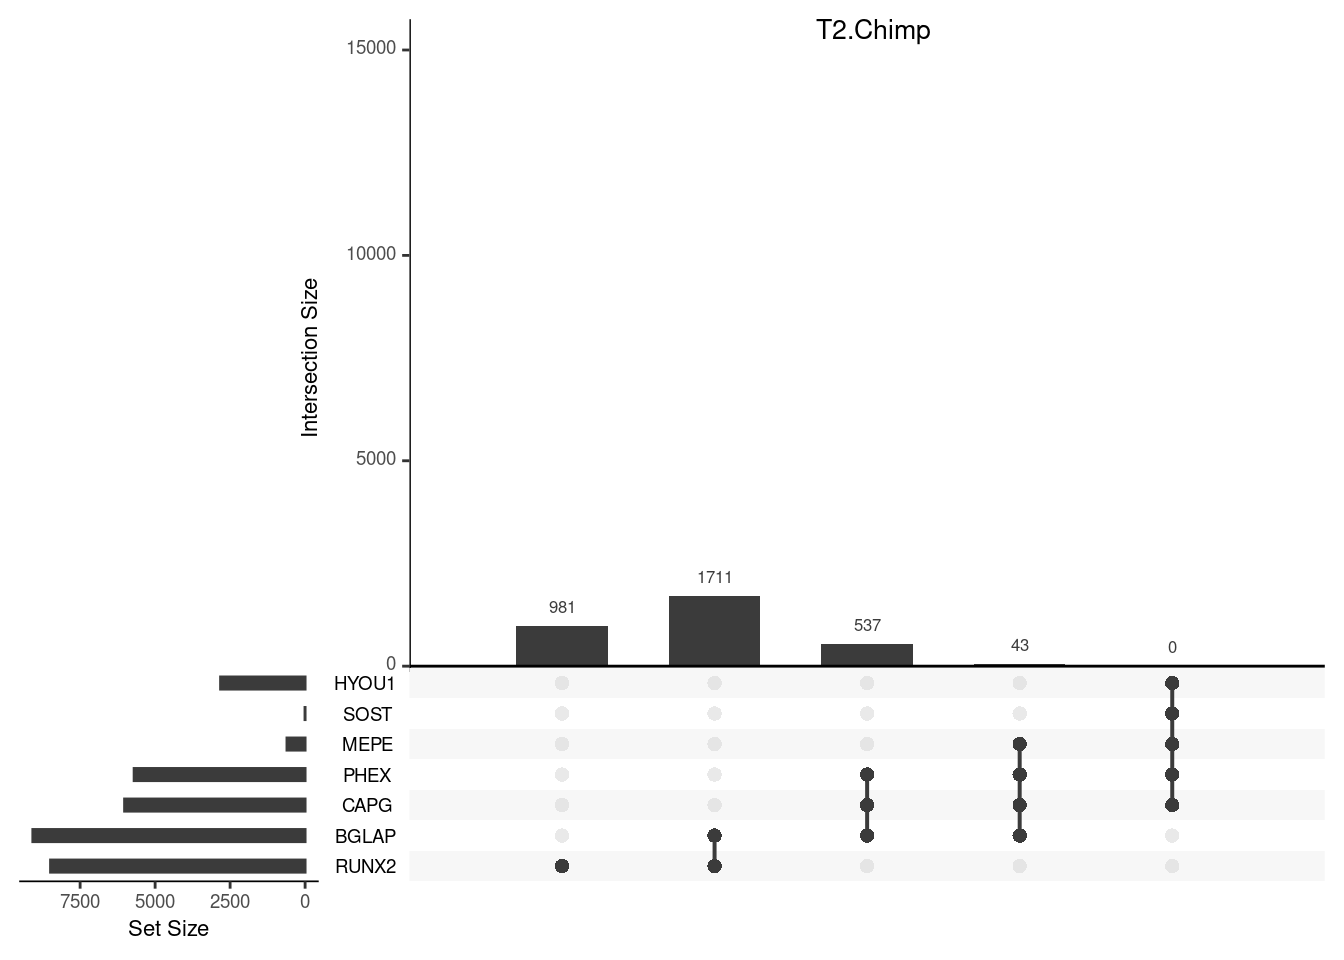 T2.Chimp
15000
10000
5000
0
Intersection Size
981
1711
537
43
0
HYOU1
SOST
MEPE
PHEX
CAPG
BGLAP
RUNX2
7500 5000 2500 0
Set Size